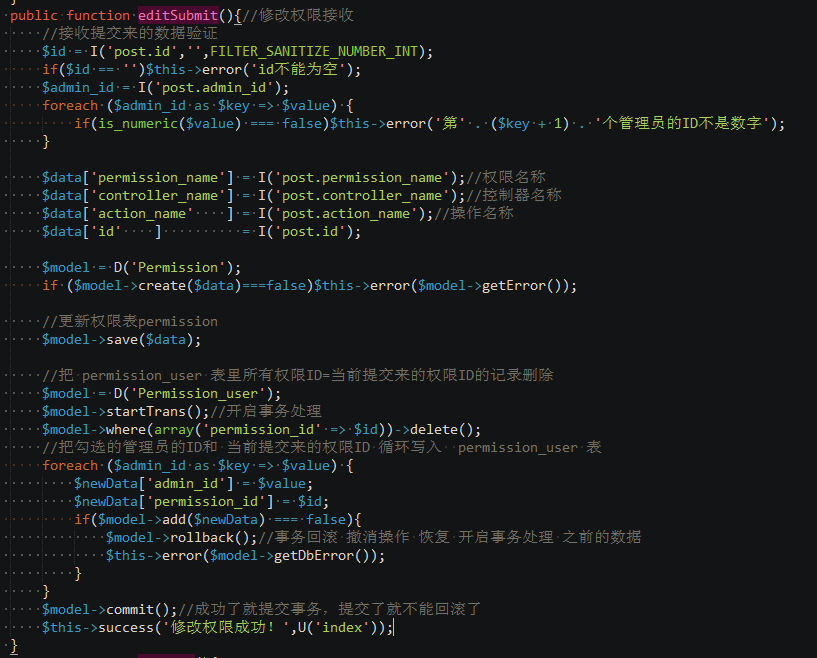 public function editSubmit(){//修改权限接收
//接收提交来的数据验证
$id = I('post.id','',FILTER_SANITIZE_NUMBER_INT);
if($id == '')$this->error('id不能为空');
$admin_id = I('post.admin_id');
foreach ($admin_id as $key => $value) {
if(is_numeric($value) === false)$this->error('第' . ($key + 1) . '个管理员的ID不是数字');
}
$data['permission_name'] = I('post.permission_name');//权限名称
$data['controller_name'] = I('post.controller_name');//控制器名称
$data['action_name'    ] = I('post.action_name');//操作名称
$data['id'    ]          = I('post.id');
$model = D('Permission');
if ($model->create($data)===false)$this->error($model->getError());
//更新权限表permission
$model->save($data);
//把 permission_user 表里所有权限ID=当前提交来的权限ID的记录删除
$model = D('Permission_user');
$model->startTrans();//开启事务处理
$model->where(array('permission_id' => $id))->delete();
//把勾选的管理员的ID和 当前提交来的权限ID 循环写入  permission_user 表
foreach ($admin_id as $key => $value) {
$newData['admin_id'] = $value;
$newData['permission_id'] = $id;
if($model->add($newData) === false){
$model->rollback();//事务回滚 撤消操作 恢复 开启事务处理 之前的数据
$this->error($model->getDbError());
}
}
$model->commit();//成功了就提交事务，提交了就不能回滚了
$this->success('修改权限成功！',U('index'));
}